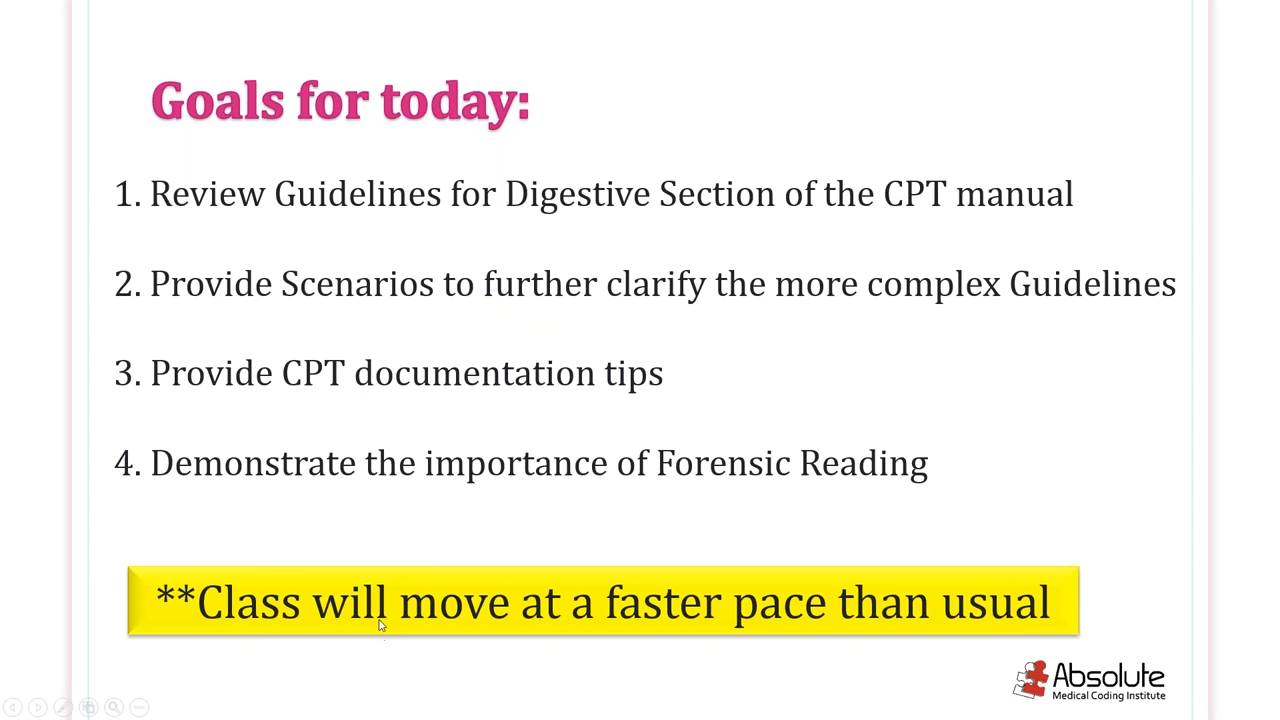 Goals for today:
1. Review Guidelines for Digestive Section of the CPT manual
2. Provide Scenarios to further clarify the more complex Guidelines
3. Provide CPT documentation tips
4. Demonstrate the importance of Forensic Reading
**Class will move at a faster pace than usual
Absolute
Medical Coding Institute